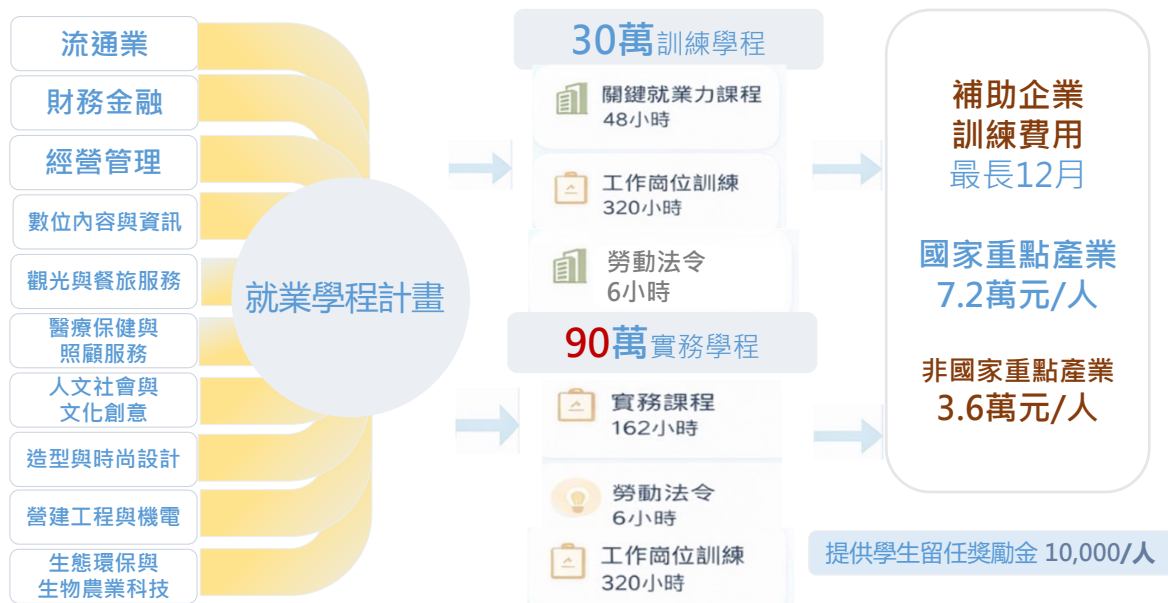 流通業
財務金融
經營管理
數位內容與資訊
觀光與餐旅服務
醫療保健與
照顧服務
人文社會與
文化創意
造型與時尚設計
營建工程與機電
生態環保與
生物農業科技
就業學程計畫
30萬訓練學程
關鍵就業力課程
48小時
工作崗位訓練
320小時
勞動法令
6小時
90萬實務學程
實務課程
162小時
勞動法令
6小時
工作崗位訓練
320小時
補助企業
訓練費用
最長12月
國家重點產業
7.2萬元/人
非國家重點產業
3.6萬元/人
提供學生留任獎勵金 10,000/人